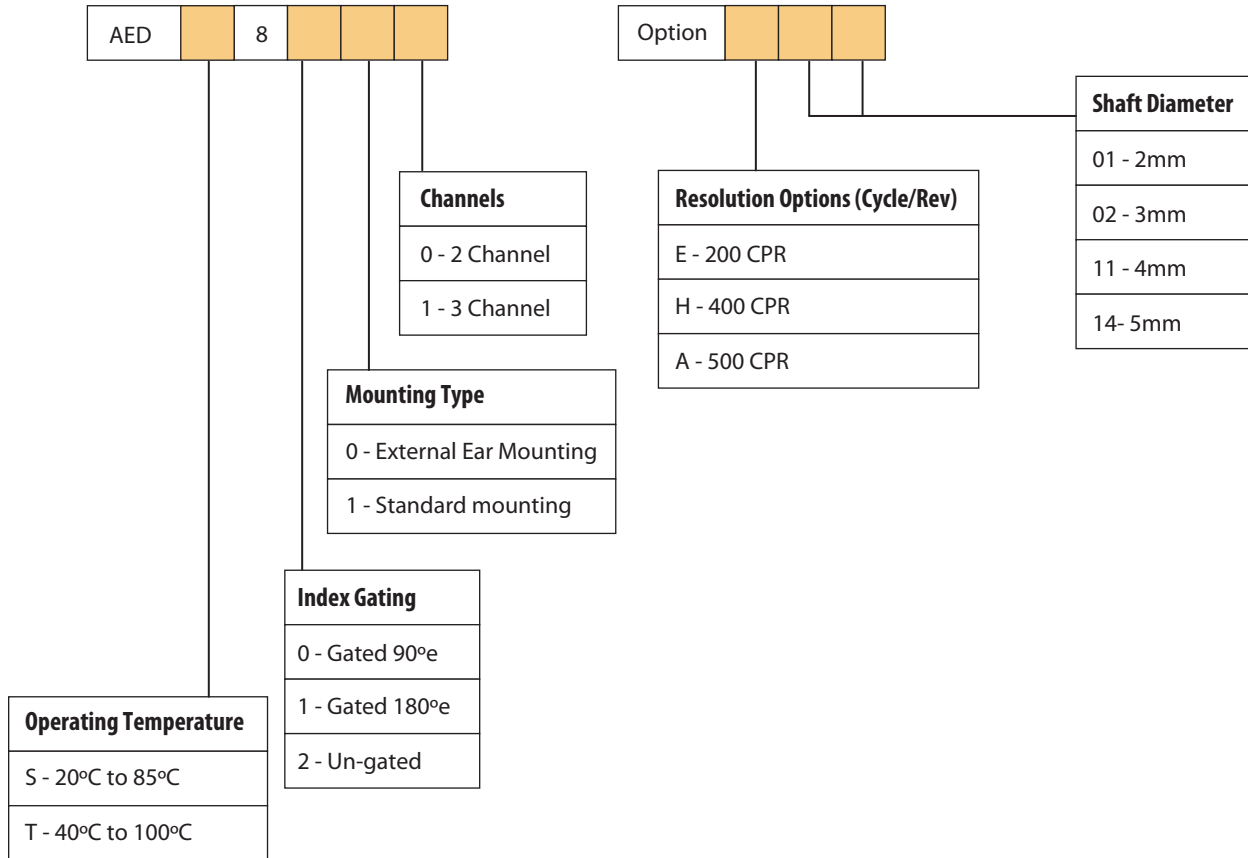 AED 8
Option
Shaft Diameter
01 - 2mm
02 - 3mm
11 - 4mm
14- 5mm
Channels
0 - 2 Channel
1 - 3 Channel
Resolution Options (Cycle/Rev)
E - 200 CPR
H - 400 CPR
A - 500 CPR
Mounting Type
0 - External Ear Mounting
1 - Standard mounting
Index Gating
0 - Gated 90ºe
1 - Gated 180ºe
2 - Un-gated
Operating Temperature
S - 20ºC to 85ºC
T - 40ºC to 100ºC